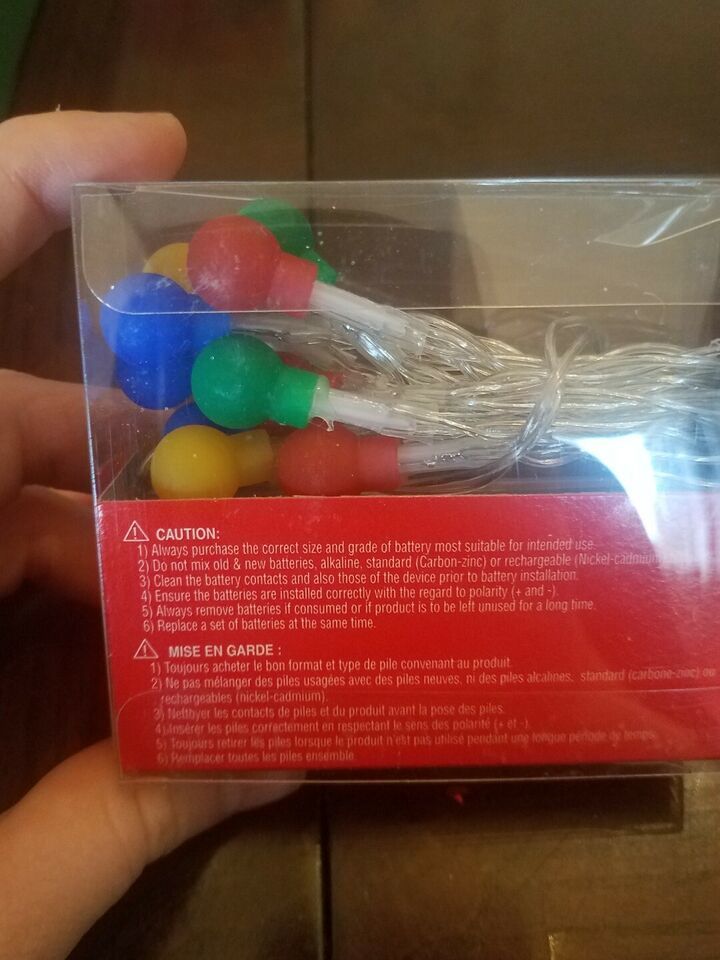 CAUTION:
1) Always purchase the correct size and grade of battery most suitable for intended use.
2) Do not mix old & new batteries, alkaline, standard (Carbon-zinc) or rechargeable (Nickel-cadmium
3) Clean the battery contacts and also those of the device prior to battery installation.
4) Ensure the batteries are installed correctly with the regard to polarity (+ and -).
5) Always remove batteries if consumed or if product is to be left unused for a long time.
6) Replace a set of batteries at the same time.
MISE EN GARDE :
1) Toujours acheter le bon format et type de pile convenant au produit.
2) Ne pas mélanger des piles usagées avec des piles neuves, ni des piles alcalines, standard (carbone-zinc) ou
rechargeables (nickel-cadmium).
3) Nettoyer les contacts de piles et du produit avant la pose des piles.
4) Insérer les piles correctement en respectant le sens des polarité (+ et -).
5) Toujours retirer les piles lorsque le produit n'est pas utilisé pendant une longue période de temps.
6) Remplacer toutes les piles ensemble.